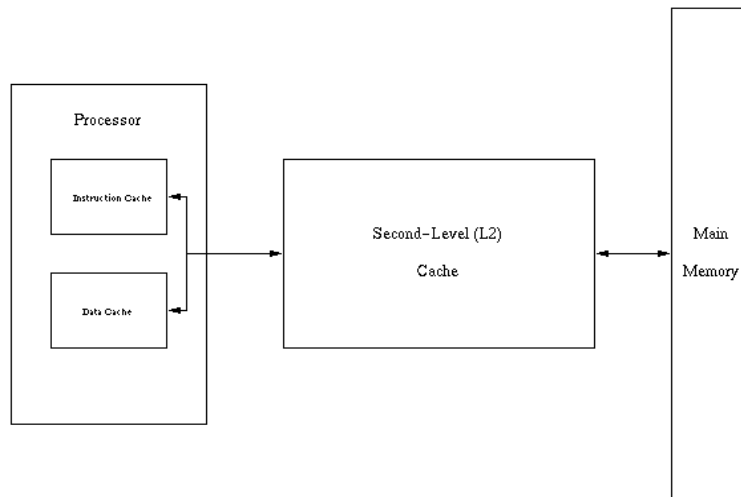 Processor
Instruction Cache
Data Cache
Second-Level (L2)
Cache
Main
Memory